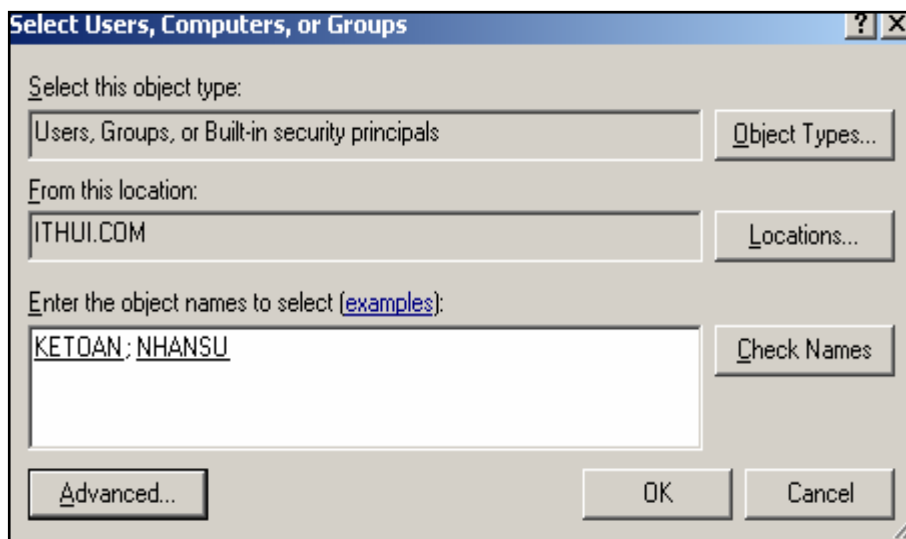 Select Users, Computers, or Groups ? X
Select this object type:
Users, Groups, or Built-in security principals Object Types...
From this location:
ITHUI.COM Locations...
Enter the object names to select (examples):
KETOAN; NHANSU Check Names
Advanced... OK Cancel